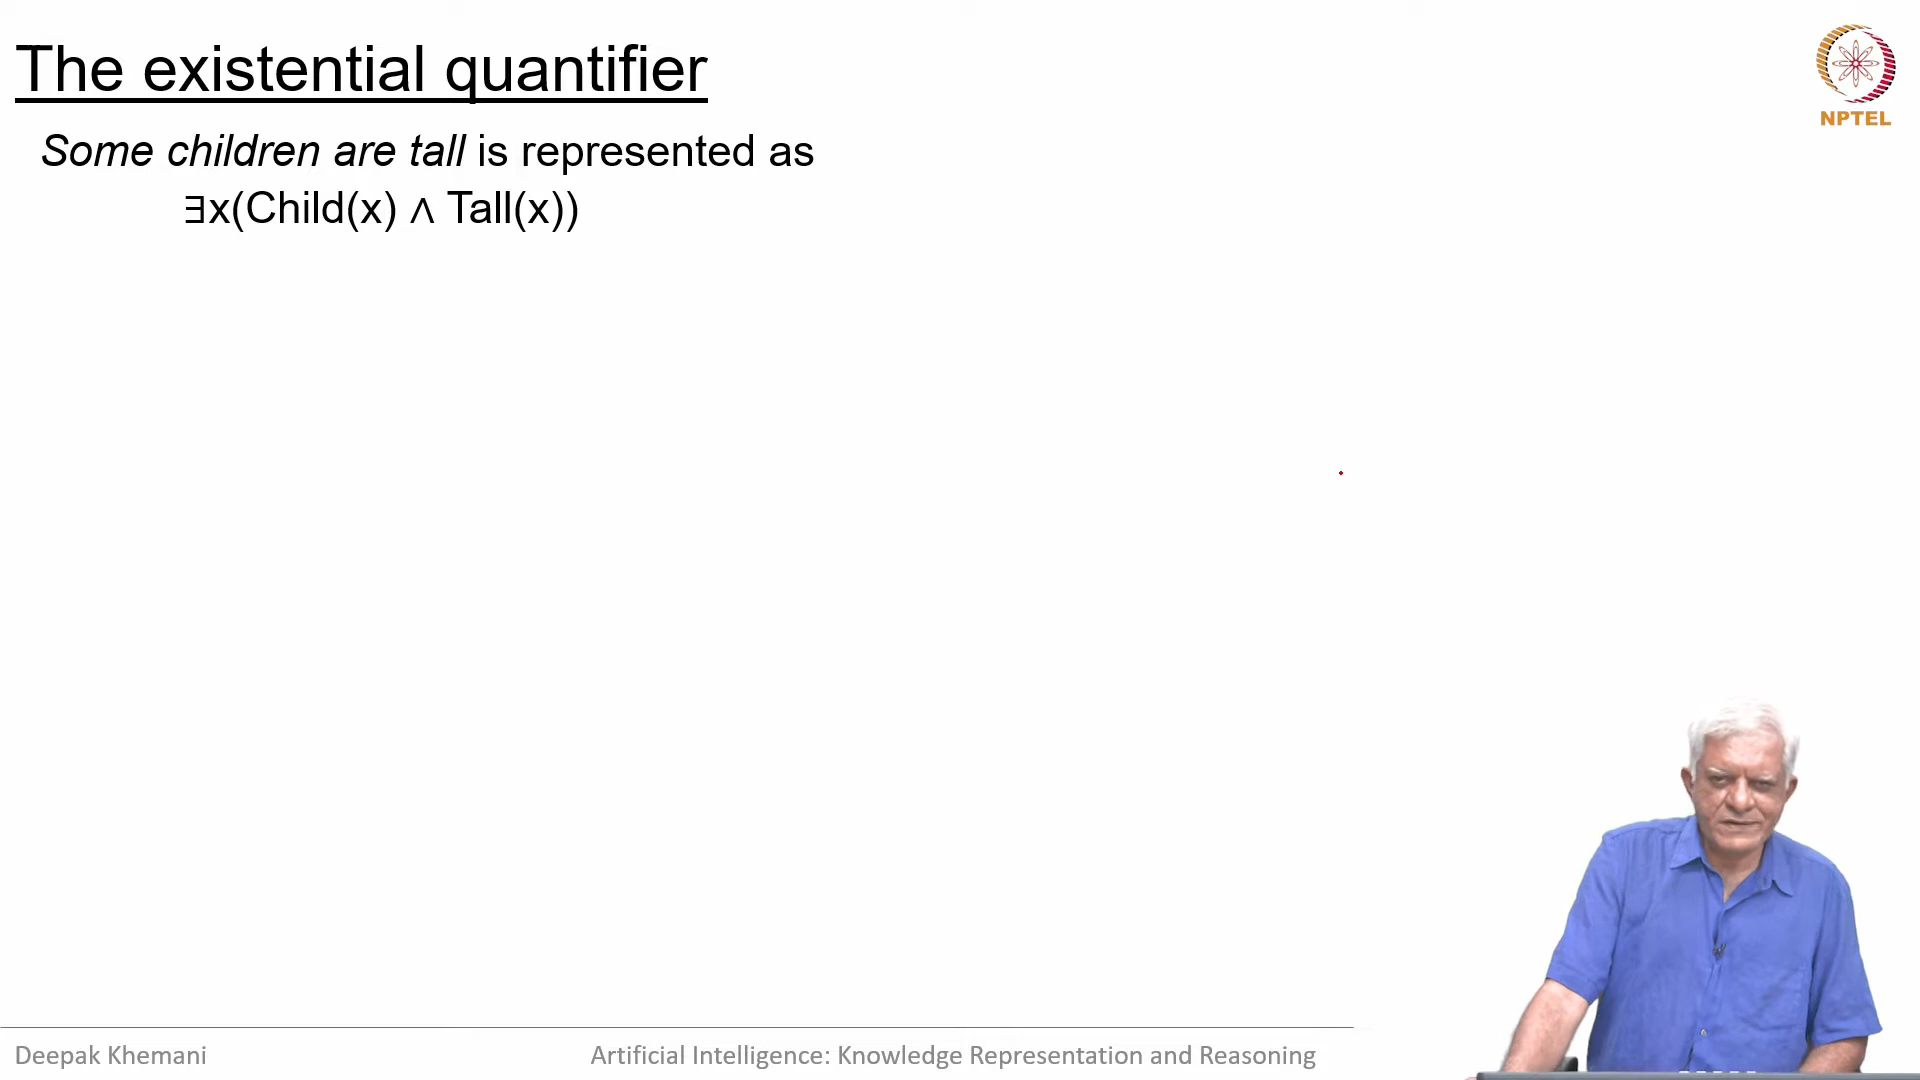 The existential quantifier
NPTEL
Some children are tall is represented as
∃x(Child(x) ∧ Tall(x))
Deepak Khemani
Artificial Intelligence: Knowledge Representation and Reasoning